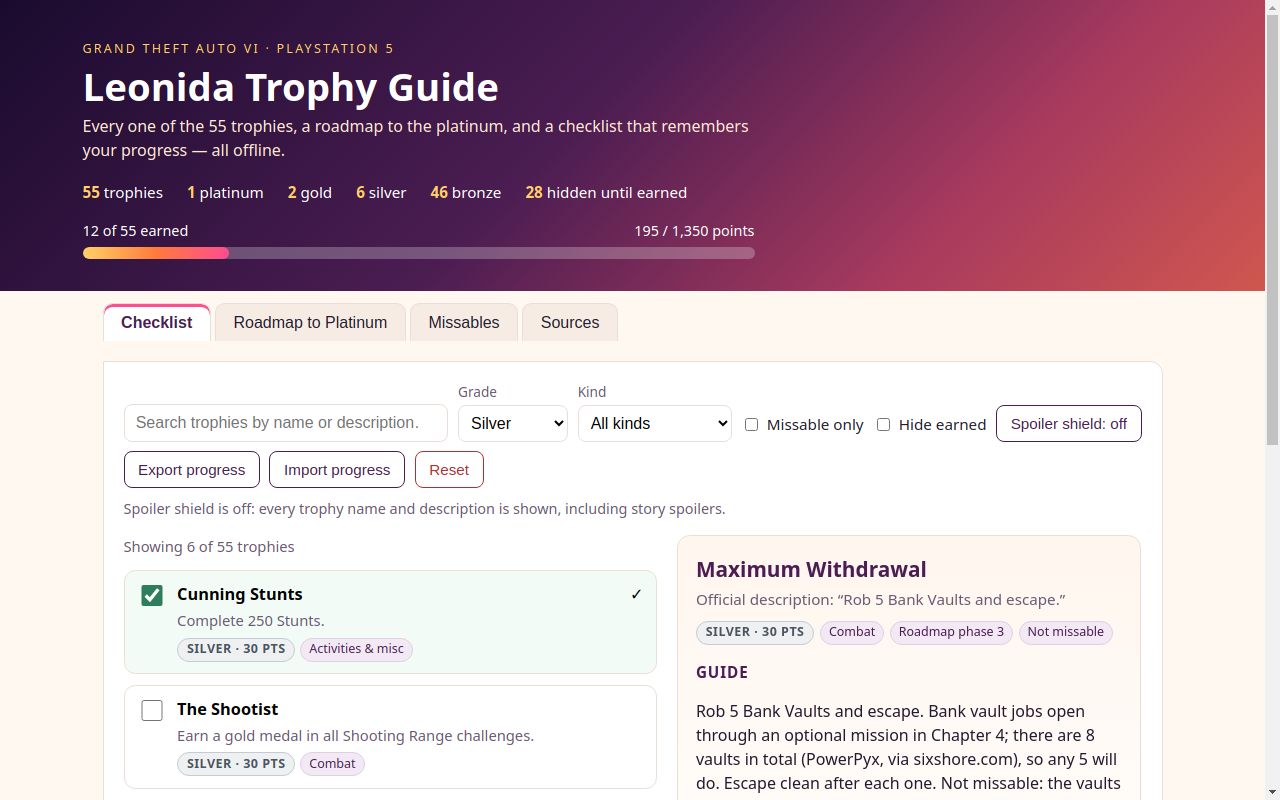 GRAND THEFT AUTO VI · PLAYSTATION 5
Leonida Trophy Guide
Every one of the 55 trophies, a roadmap to the platinum, and a checklist that remembers
your progress — all offline.
55 trophies 1 platinum 2 gold 6 silver 46 bronze 28 hidden until earned
12 of 55 earned 195 / 1,350 points
Checklist Roadmap to Platinum Missables Sources
Grade Kind
Search trophies by name or description. Silver All kinds Missable only Hide earned Spoiler shield: off
Export progress Import progress Reset
Spoiler shield is off: every trophy name and description is shown, including story spoilers.
Showing 6 of 55 trophies
Cunning Stunts ✓
Complete 250 Stunts.
SILVER · 30 PTS Activities & misc
The Shootist
Earn a gold medal in all Shooting Range challenges.
SILVER · 30 PTS Combat
Maximum Withdrawal
Official description: “Rob 5 Bank Vaults and escape.”
SILVER · 30 PTS Combat Roadmap phase 3 Not missable
GUIDE
Rob 5 Bank Vaults and escape. Bank vault jobs open
through an optional mission in Chapter 4; there are 8
vaults in total (PowerPyx, via sixshore.com), so any 5 will
do. Escape clean after each one. Not missable: the vaults